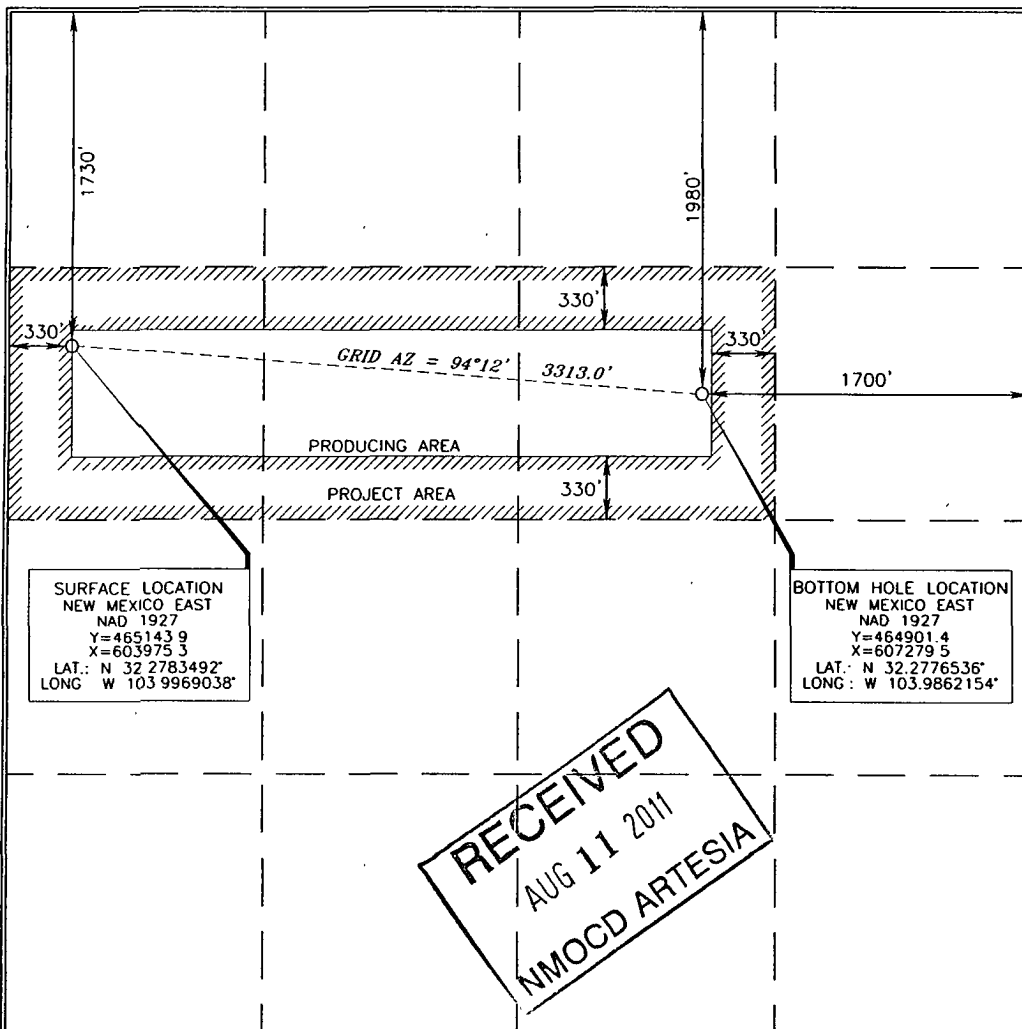 1730'
1980'
330'
330'
330'
GRID AZ = 94°12' 3313.0'
1700'
PRODUCING AREA
PROJECT AREA
330'
SURFACE LOCATION
NEW MEXICO EAST
NAD 1927
Y=465143 9
X=603975 3
LAT.: N 32 2783492°
LONG W 103 9969038°
BOTTOM HOLE LOCATION
NEW MEXICO EAST
NAD 1927
Y=464901.4
X=607279 5
LAT.: N 32.2776536°
LONG: W 103.9862154°
RECEIVED
AUG 11 2011
NMOCD ARTESIA